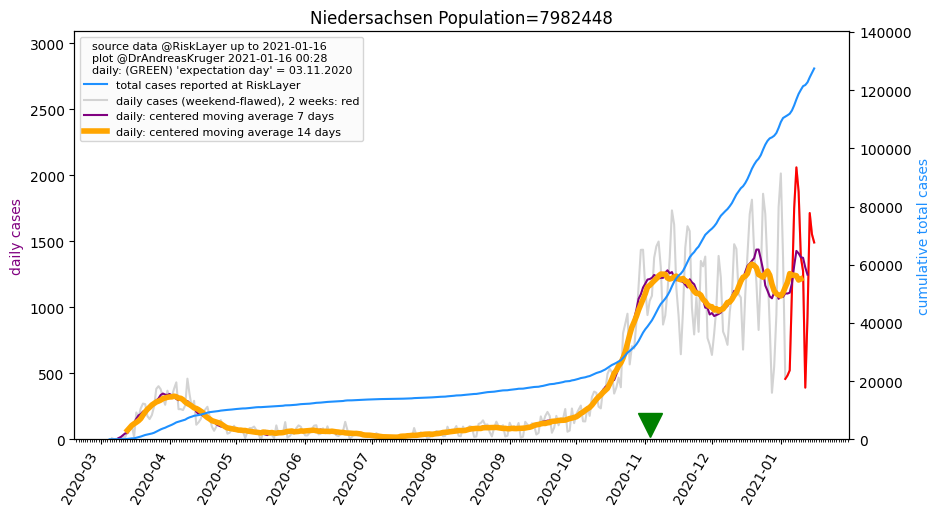 Niedersachsen Population=7982448
source data @RiskLayer up to 2021-01-16
plot @DrAndreasKruger 2021-01-16 00:28
daily: (GREEN) 'expectation day' = 03.11.2020
total cases reported at RiskLayer
daily cases (weekend-flawed), 2 weeks: red
daily: centered moving average 7 days
daily: centered moving average 14 days
daily cases
3000
2500
2000
1500
1000
500
0
140000
120000
100000
80000
60000
40000
20000
0
cumulative total cases
2020-03
2020-04
2020-05
2020-06
2020-07
2020-08
2020-09
2020-10
2020-11
2020-12
2021-01